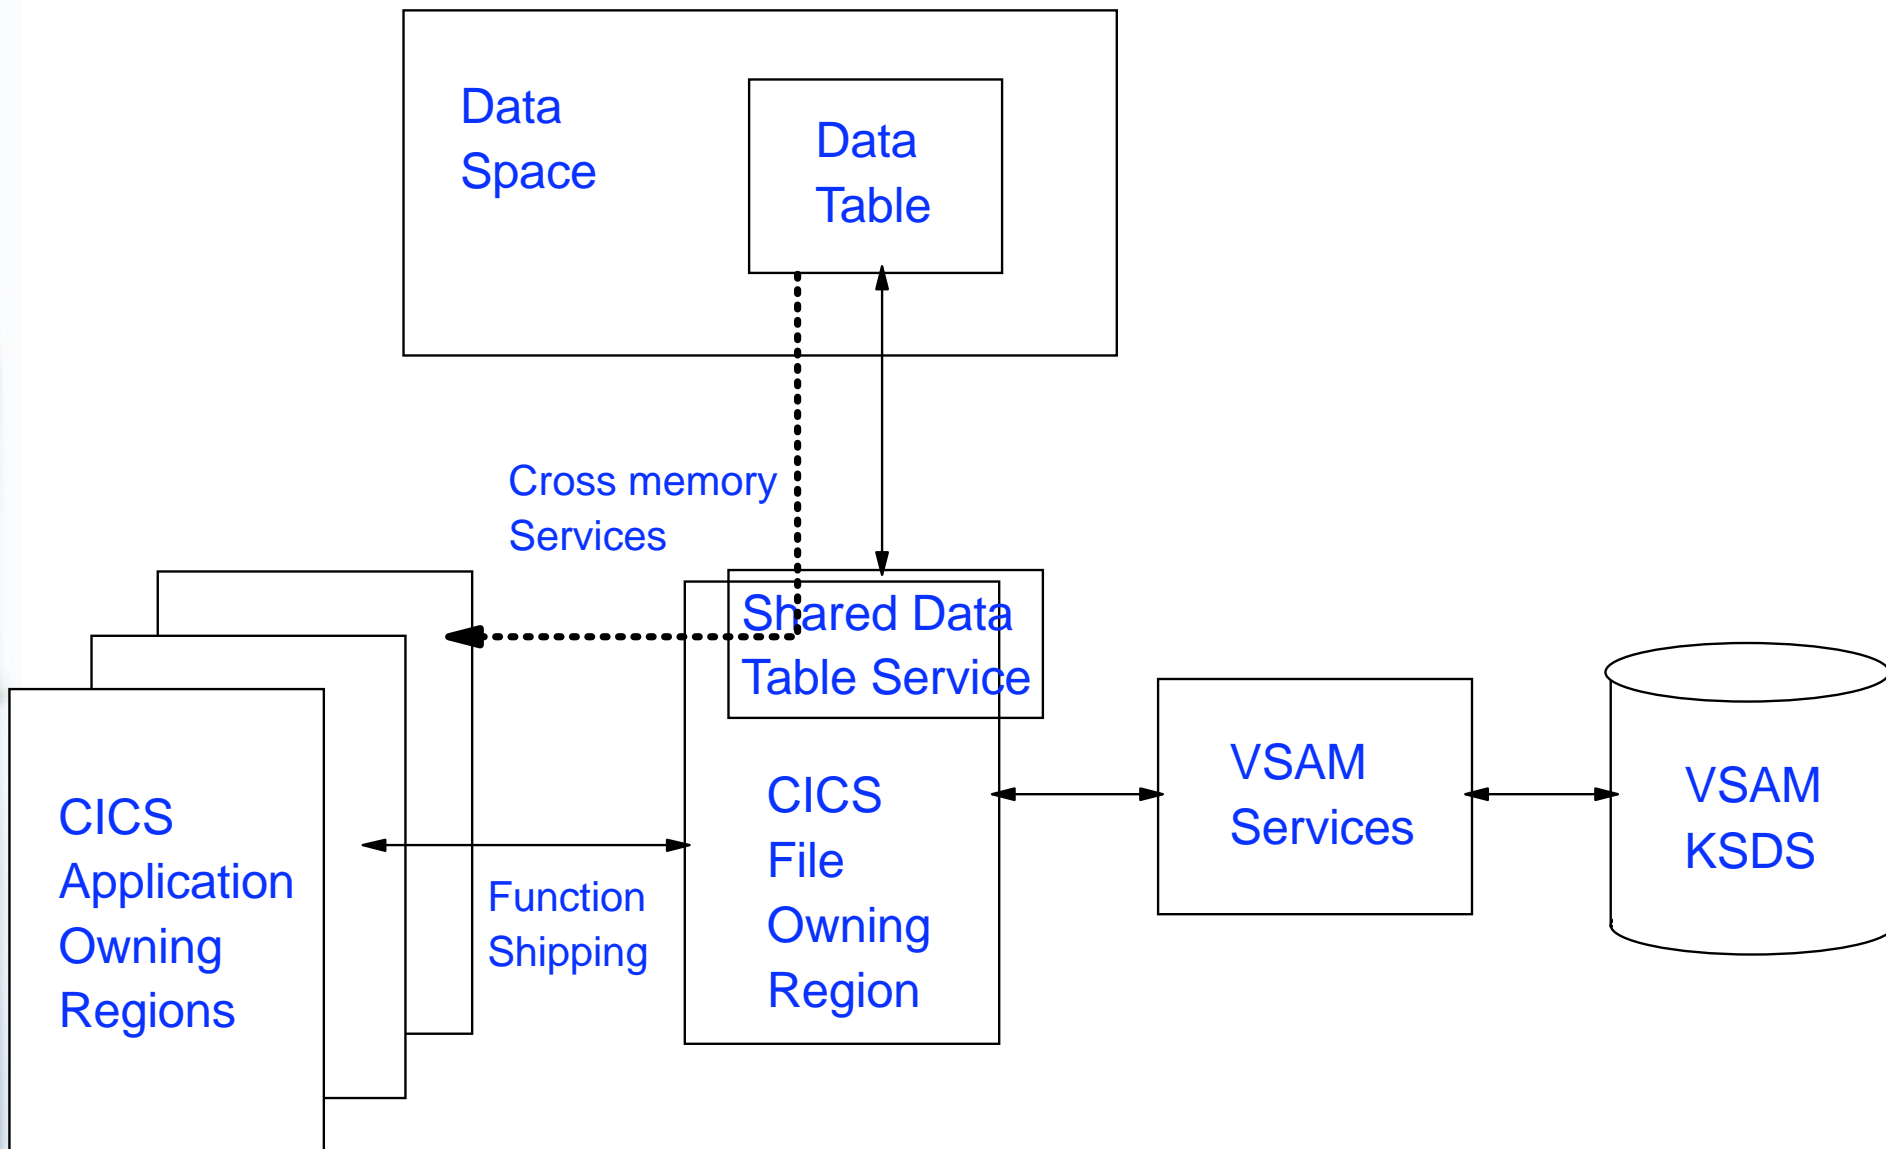 Data
Space
Data
Table
Cross memory
Services
Shared Data
Table Service
CICS
Application
Owning
Regions
Function
Shipping
CICS
File
Owning
Region
VSAM
Services
VSAM
KSDS